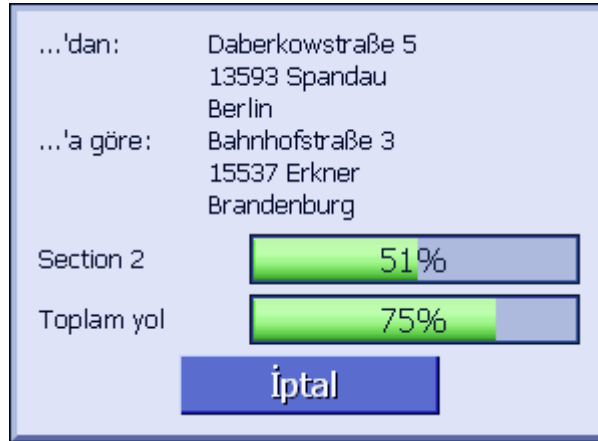 ...'dan: Daberkowstraße 5
13593 Spandau
Berlin
...'a göre: Bahnhofstraße 3
15537 Erkner
Brandenburg
Section 2 51%
Toplam yol 75%
İptal